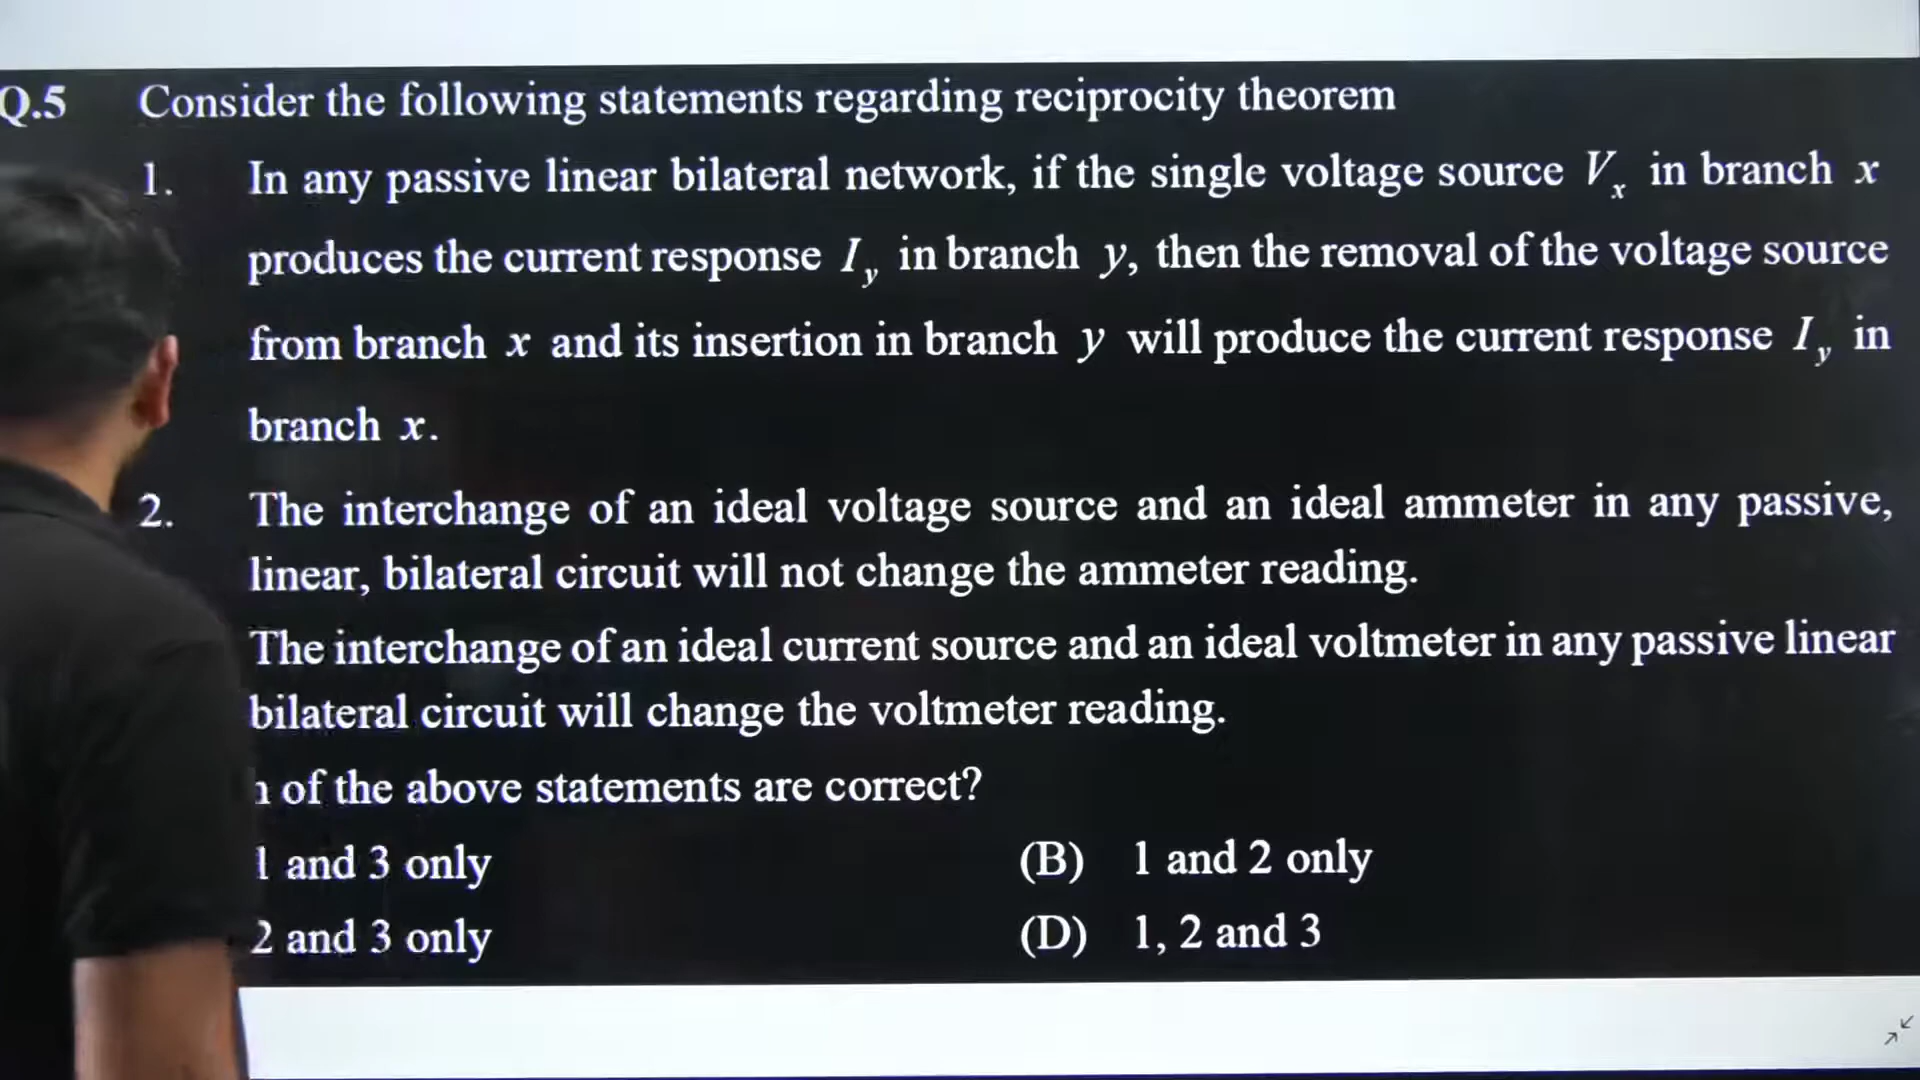 Q.5 Consider the following statements regarding reciprocity theorem
1. In any passive linear bilateral network, if the single voltage source Vx in branch x
produces the current response Iy in branch y, then the removal of the voltage source
from branch x and its insertion in branch y will produce the current response Iy in
branch x.
2. The interchange of an ideal voltage source and an ideal ammeter in any passive,
linear, bilateral circuit will not change the ammeter reading.
The interchange of an ideal current source and an ideal voltmeter in any passive linear
bilateral circuit will change the voltmeter reading.
of the above statements are correct?
1 and 3 only (B) 1 and 2 only
2 and 3 only (D) 1, 2 and 3